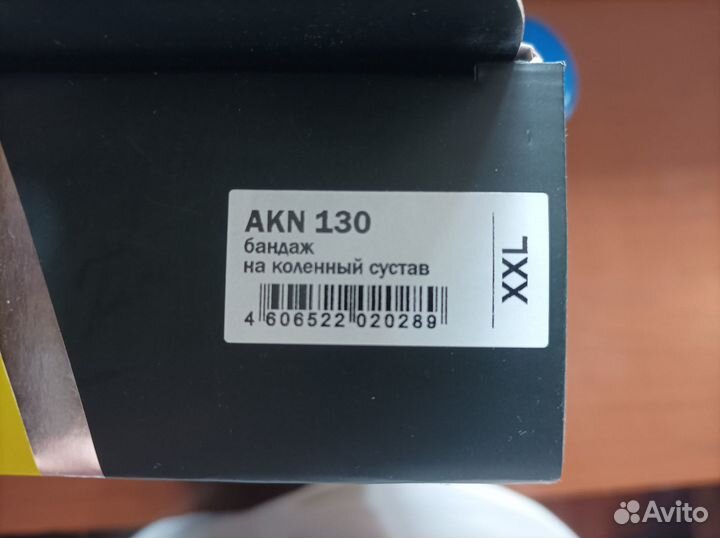 AKN 130
бандаж
на коленный сустав
4 606522 020289
XXL
Avito